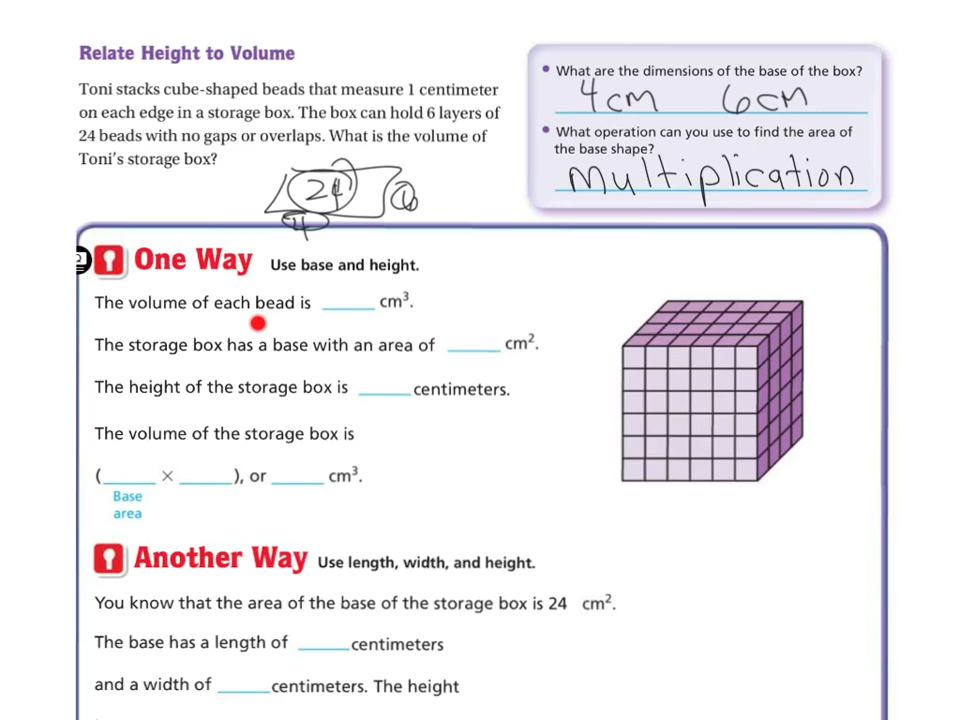 Relate Height to Volume
Toni stacks cube-shaped beads that measure 1 centimeter
on each edge in a storage box. The box can hold 6 layers of
24 beads with no gaps or overlaps. What is the volume of
Toni's storage box?
24
4
• What are the dimensions of the base of the box?
4cm 6cm
• What operation can you use to find the area of
the base shape?
multiplication
One Way Use base and height.
The volume of each bead is ______ cm³.
The storage box has a base with an area of ______ cm².
The height of the storage box is ______ centimeters.
The volume of the storage box is
(______ × ______), or ______ cm³.
Base
area
Another Way Use length, width, and height.
You know that the area of the base of the storage box is 24 cm².
The base has a length of ______ centimeters
and a width of ______ centimeters. The height